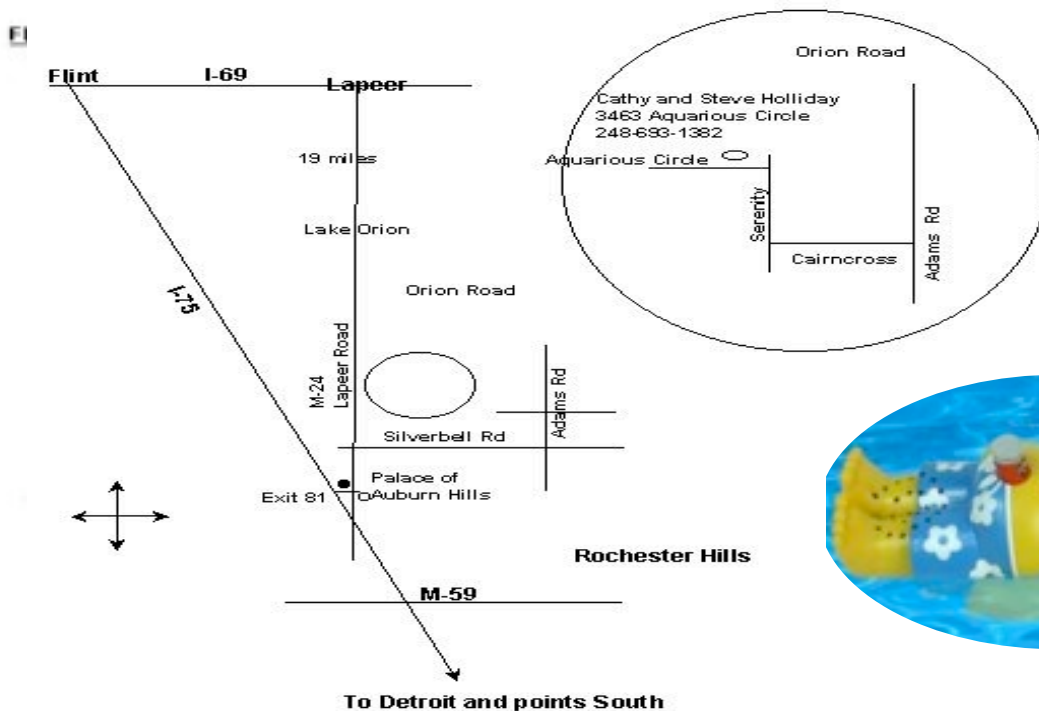 Fl
Orion Road
Flint
I-69
Lapeer
Cathy and Steve Holliday
3463 Aquarious Circle
248-693-1382
19 miles
Aquarious Circle
Serenity
Adams Rd
Cairncross
Lake Orion
I-75
Orion Road
M-24
Lapeer Road
Adams Rd
Silverbell Rd
Palace of
Auburn Hills
Exit 81
Rochester Hills
M-59
To Detroit and points South